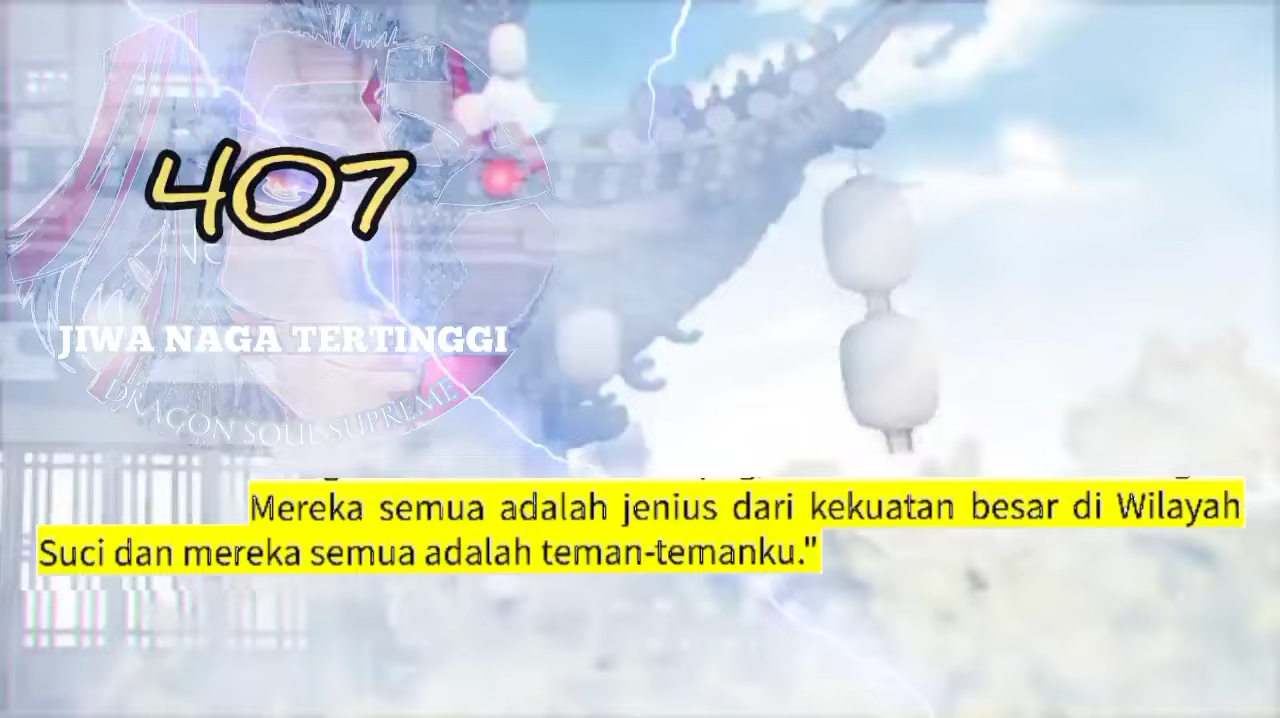 407
JIWA NAGA TERTINGGI
DRAGON SOUL SUPREME
Mereka semua adalah jenius dari kekuatan besar di Wilayah
Suci dan mereka semua adalah teman-temanku."